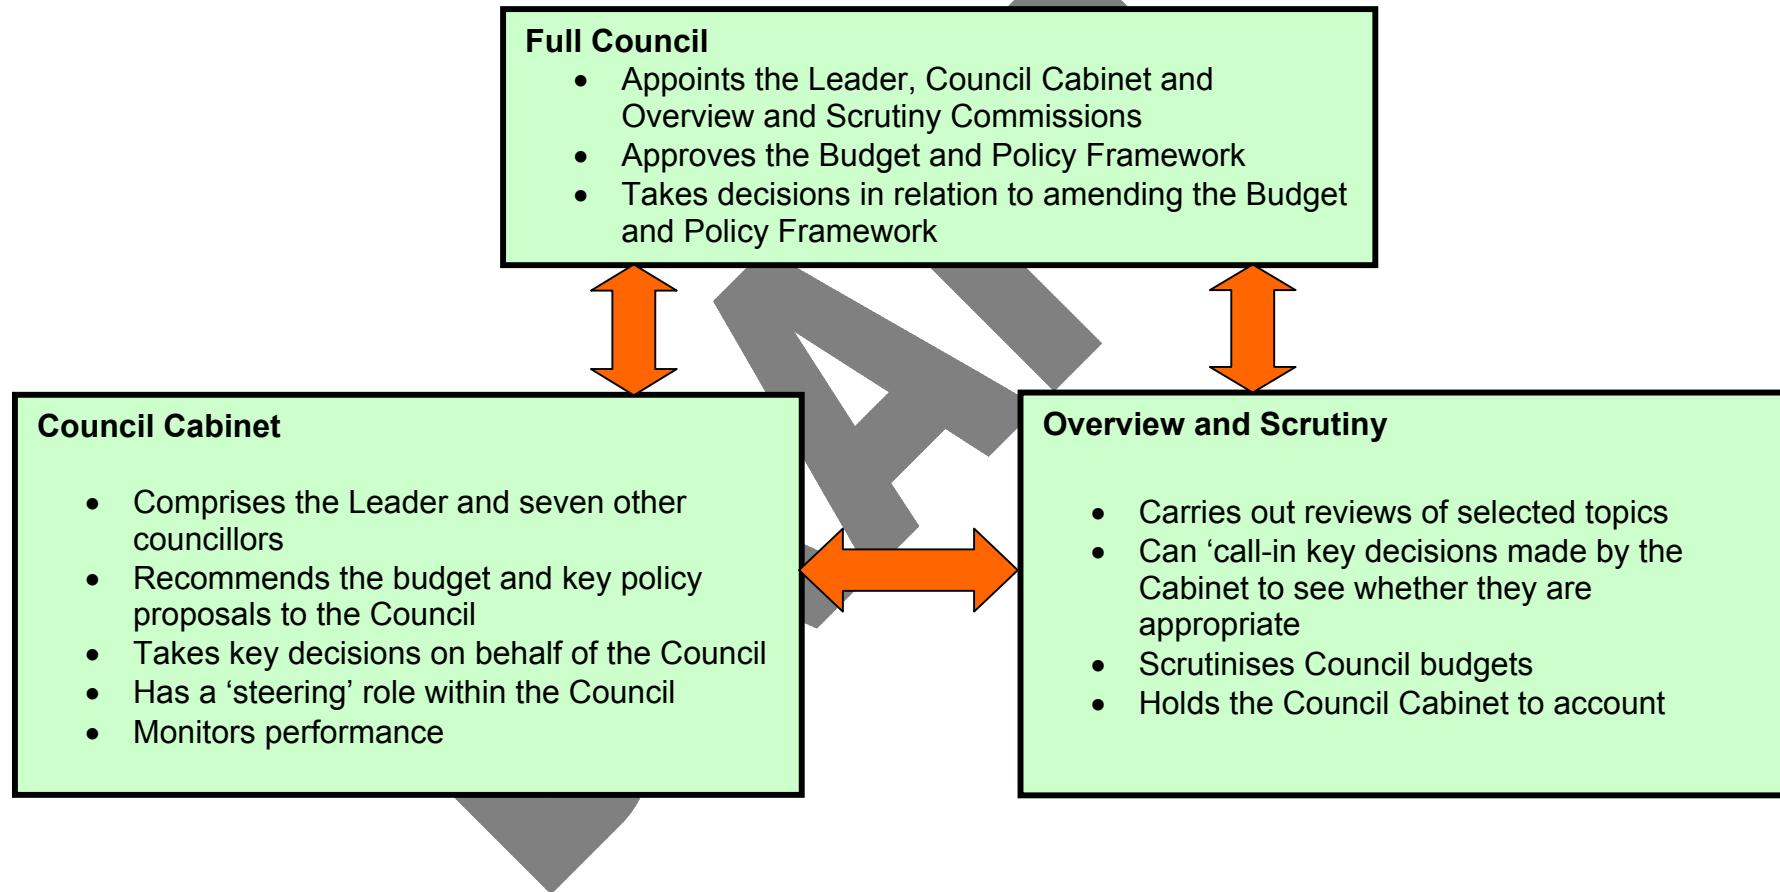 Full Council
• Appoints the Leader, Council Cabinet and
Overview and Scrutiny Commissions
• Approves the Budget and Policy Framework
• Takes decisions in relation to amending the Budget
and Policy Framework
Council Cabinet
• Comprises the Leader and seven other
councillors
• Recommends the budget and key policy
proposals to the Council
• Takes key decisions on behalf of the Council
• Has a ‘steering’ role within the Council
• Monitors performance
Overview and Scrutiny
• Carries out reviews of selected topics
• Can ‘call-in key decisions made by the
Cabinet to see whether they are
appropriate
• Scrutinises Council budgets
• Holds the Council Cabinet to account